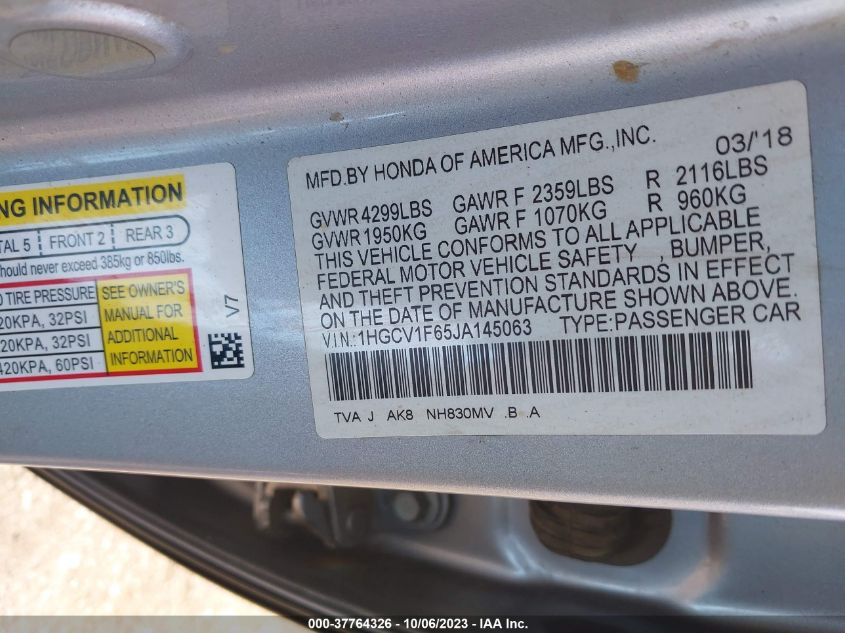 NG INFORMATION
TAL 5 FRONT 2 REAR 3
hould never exceed 385kg or 850lbs.
D TIRE PRESSURE
20KPA, 32PSI
20KPA, 32PSI
420KPA, 60PSI
SEE OWNER'S
MANUAL FOR
ADDITIONAL
INFORMATION
V7
MFD.BY HONDA OF AMERICA MFG.,INC. 03/'18
GVWR 4299LBS GAWR F 2359LBS R 2116LBS
GVWR 1950KG GAWR F 1070KG R 960KG
THIS VEHICLE CONFORMS TO ALL APPLICABLE
FEDERAL MOTOR VEHICLE SAFETY , BUMPER,
AND THEFT PREVENTION STANDARDS IN EFFECT
ON THE DATE OF MANUFACTURE SHOWN ABOVE.
V.I.N.:1HGCV1F65JA145063 TYPE:PASSENGER CAR
TVA J AK8 NH830MV .B .A
000-37764326 - 10/06/2023 - IAA Inc.